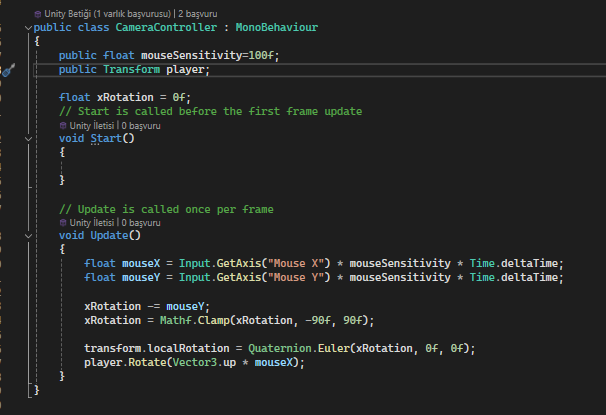 Unity Betiği (1 varlık başvurusu) | 2 başvuru
public class CameraController : MonoBehaviour
{
public float mouseSensitivity=100f;
public Transform player;
float xRotation = 0f;
// Start is called before the first frame update
Unity İletisi | 0 başvuru
void Start()
{
}
// Update is called once per frame
Unity İletisi | 0 başvuru
void Update()
{
float mouseX = Input.GetAxis("Mouse X") * mouseSensitivity * Time.deltaTime;
float mouseY = Input.GetAxis("Mouse Y") * mouseSensitivity * Time.deltaTime;
xRotation -= mouseY;
xRotation = Mathf.Clamp(xRotation, -90f, 90f);
transform.localRotation = Quaternion.Euler(xRotation, 0f, 0f);
player.Rotate(Vector3.up * mouseX);
}
}